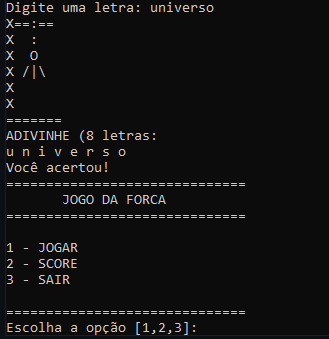 Digite uma letra: universo
X==:==
X  :
X  O
X /|\
X
X
=======
ADIVINHE (8 letras:
u n i v e r s o
Você acertou!
==============================
       JOGO DA FORCA
==============================
1 - JOGAR
2 - SCORE
3 - SAIR
==============================
Escolha a opção [1,2,3]: